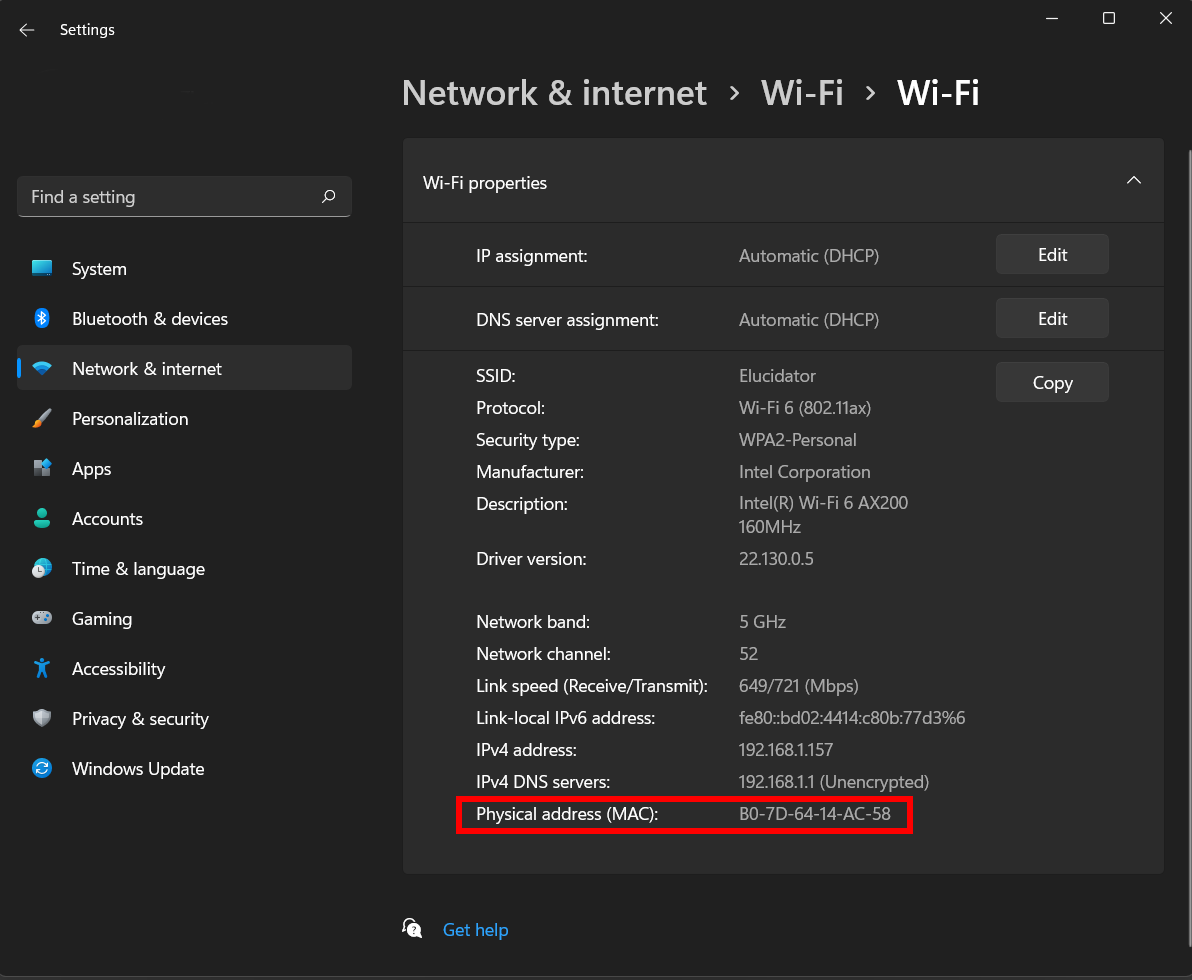 Settings
Network & internet › Wi-Fi › Wi-Fi
Find a setting
System
Bluetooth & devices
Network & internet
Personalization
Apps
Accounts
Time & language
Gaming
Accessibility
Privacy & security
Windows Update
Wi-Fi properties
IP assignment: Automatic (DHCP) Edit
DNS server assignment: Automatic (DHCP) Edit
SSID: Elucidator Copy
Protocol: Wi-Fi 6 (802.11ax)
Security type: WPA2-Personal
Manufacturer: Intel Corporation
Description: Intel(R) Wi-Fi 6 AX200
160MHz
Driver version: 22.130.0.5
Network band: 5 GHz
Network channel: 52
Link speed (Receive/Transmit): 649/721 (Mbps)
Link-local IPv6 address: fe80::bd02:4414:c80b:77d3%6
IPv4 address: 192.168.1.157
IPv4 DNS servers: 192.168.1.1 (Unencrypted)
Physical address (MAC): B0-7D-64-14-AC-58
Get help